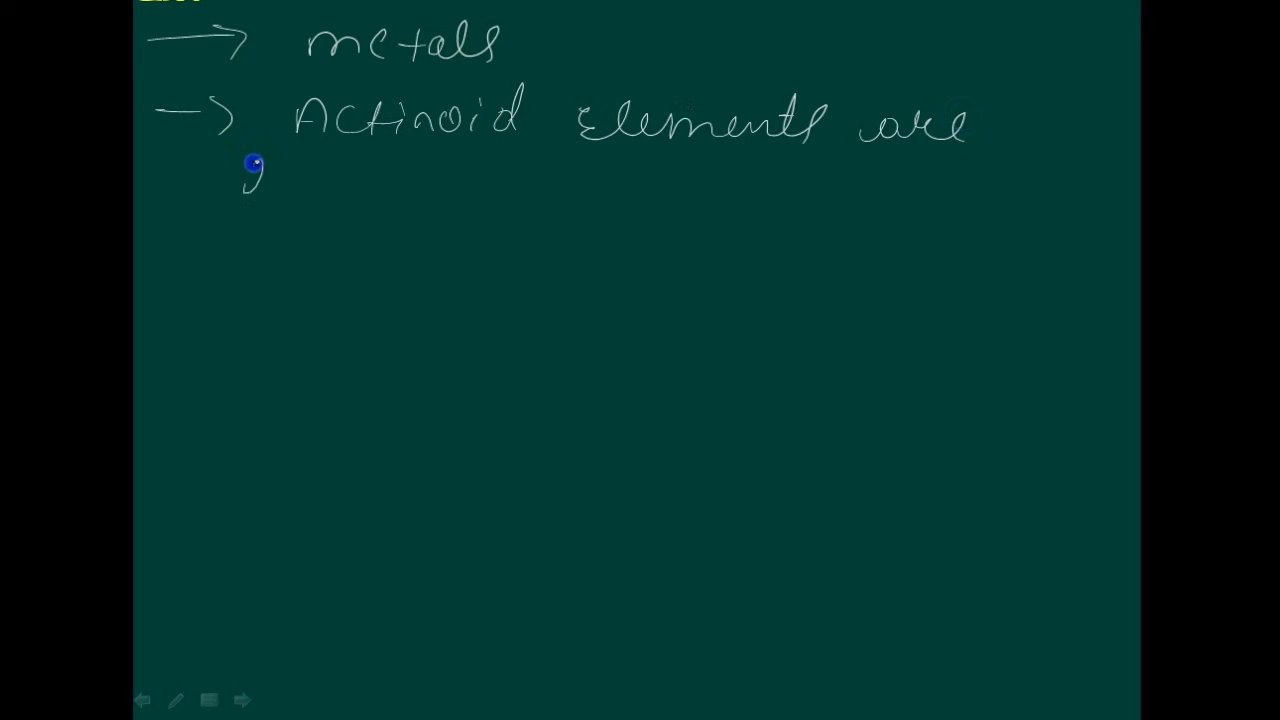 → metals
→ Actinoid Elements are